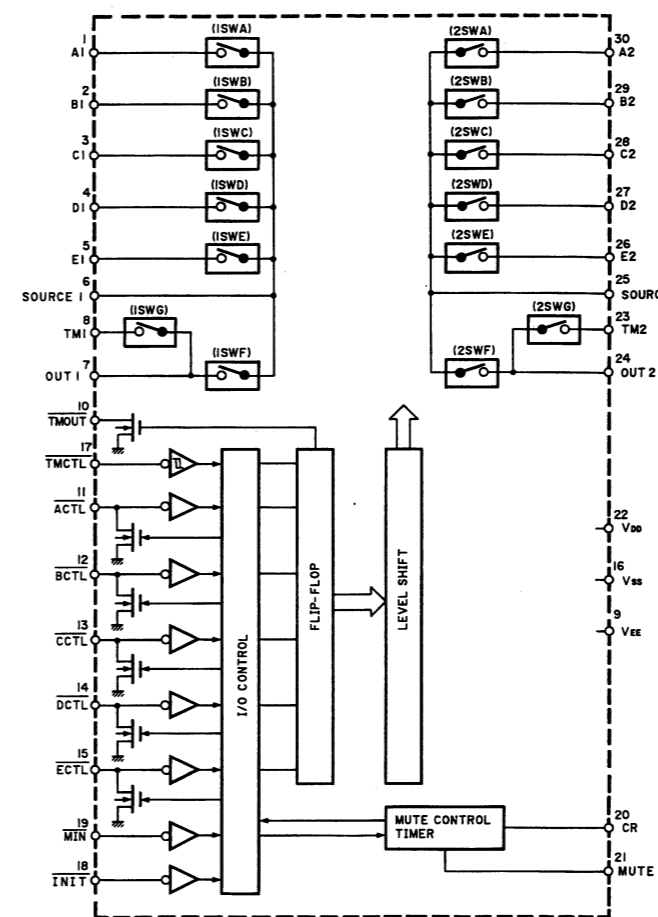 1
A1
(1SWA)
(2SWA)
30
A2
2
B1
(1SWB)
(2SWB)
29
B2
3
C1
(1SWC)
(2SWC)
28
C2
4
D1
(1SWD)
(2SWD)
27
D2
5
E1
(1SWE)
(2SWE)
26
E2
6
SOURCE 1
25
SOUR
8
TM1
(1SWG)
(2SWG)
23
TM2
7
OUT 1
(1SWF)
(2SWF)
24
OUT 2
10
TMOUT
17
TMCTL
11
ACTL
12
BCTL
13
CCTL
14
DCTL
15
ECTL
19
MIN
18
INIT
I/O CONTROL
FLIP-FLOP
LEVEL SHIFT
22
VDD
16
VSS
9
VEE
MUTE CONTROL
TIMER
20
CR
21
MUTE